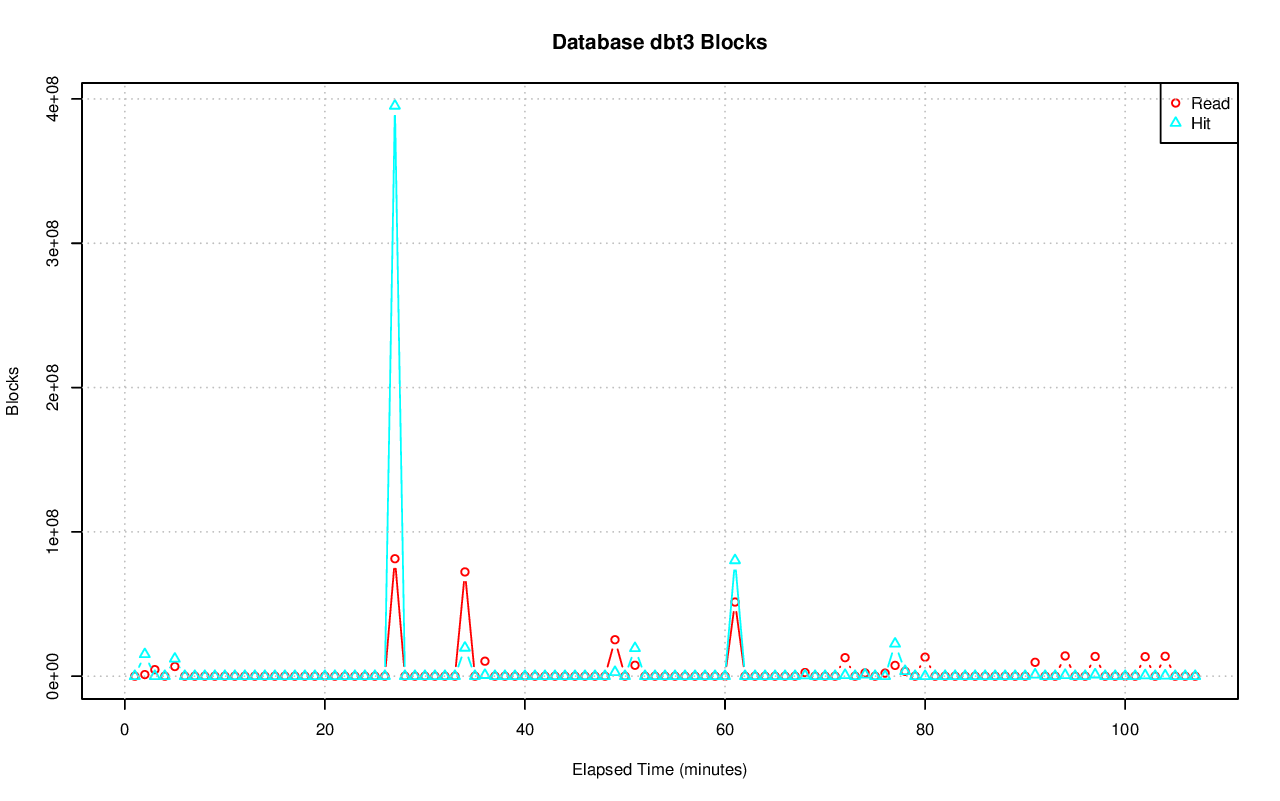 Database dbt3 Blocks
Read
Hit
Blocks
4e+08
3e+08
2e+08
1e+08
0e+00
0 20 40 60 80 100
Elapsed Time (minutes)